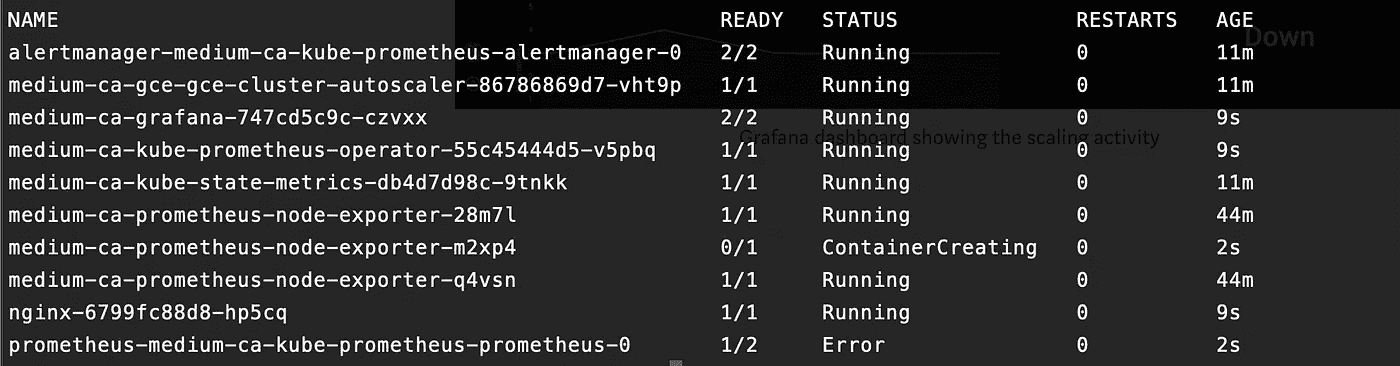 NAME READY STATUS RESTARTS AGE
Down
alertmanager-medium-ca-kube-prometheus-alertmanager-0 2/2 Running 0 11m
medium-ca-gce-gce-cluster-autoscaler-86786869d7-vht9p 1/1 Running 0 11m
medium-ca-grafana-747cd5c9c-czvxx 2/2 Running 0 9s
Grafana dashboard showing the scaling activity
medium-ca-kube-prometheus-operator-55c45444d5-v5pbq 1/1 Running 0 9s
medium-ca-kube-state-metrics-db4d7d98c-9tnkk 1/1 Running 0 11m
medium-ca-prometheus-node-exporter-28m7l 1/1 Running 0 44m
medium-ca-prometheus-node-exporter-m2xp4 0/1 ContainerCreating 0 2s
medium-ca-prometheus-node-exporter-q4vsn 1/1 Running 0 44m
nginx-6799fc88d8-hp5cq 1/1 Running 0 9s
prometheus-medium-ca-kube-prometheus-prometheus-0 1/2 Error 0 2s